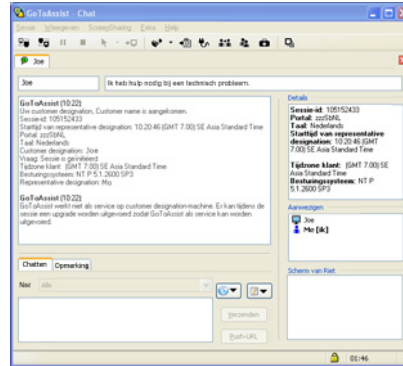 GoToAssist - Chat
Sessie Weergeven ScreenSharing Extra Help
Joe
Joe
Ik heb hulp nodig bij een technisch probleem.
GoToAssist (10:22):
Uw customer designation, Customer name is aangekomen.
Sessie-id: 105152433
Starttijd van representative designation: 10:20:46 (GMT 7:00) SE Asia Standard Time
Portal: zzzSbNL
Taal: Nederlands
Customer designation: Joe
Vraag: Sessie is geïnitieerd
Tijdzone klant: (GMT 7:00) SE Asia Standard Time
Besturingssysteem: NT P 5.1.2600 SP3
Representative designation: Mo
GoToAssist (10:22):
GoToAssist werkt niet als service op customer designation-machine. Er kan tijdens de
sessie een upgrade worden uitgevoerd zodat GoToAssist als service kan worden
uitgevoerd.
Chatten Opmerking
Naar: Alle
Verzenden
Push-URL
Details
Sessie-id: 105152433
Portal: zzzSbNL
Taal: Nederlands
Starttijd van representative
designation: 10:20:46 (GMT 7:00) SE
Asia Standard Time
Tijdzone klant: (GMT 7:00) SE
Asia Standard Time
Besturingssysteem: NT P
5.1.2600 SP3
Aanwezigen
Joe
Mo [ik]
Scherm van Riet
01:46